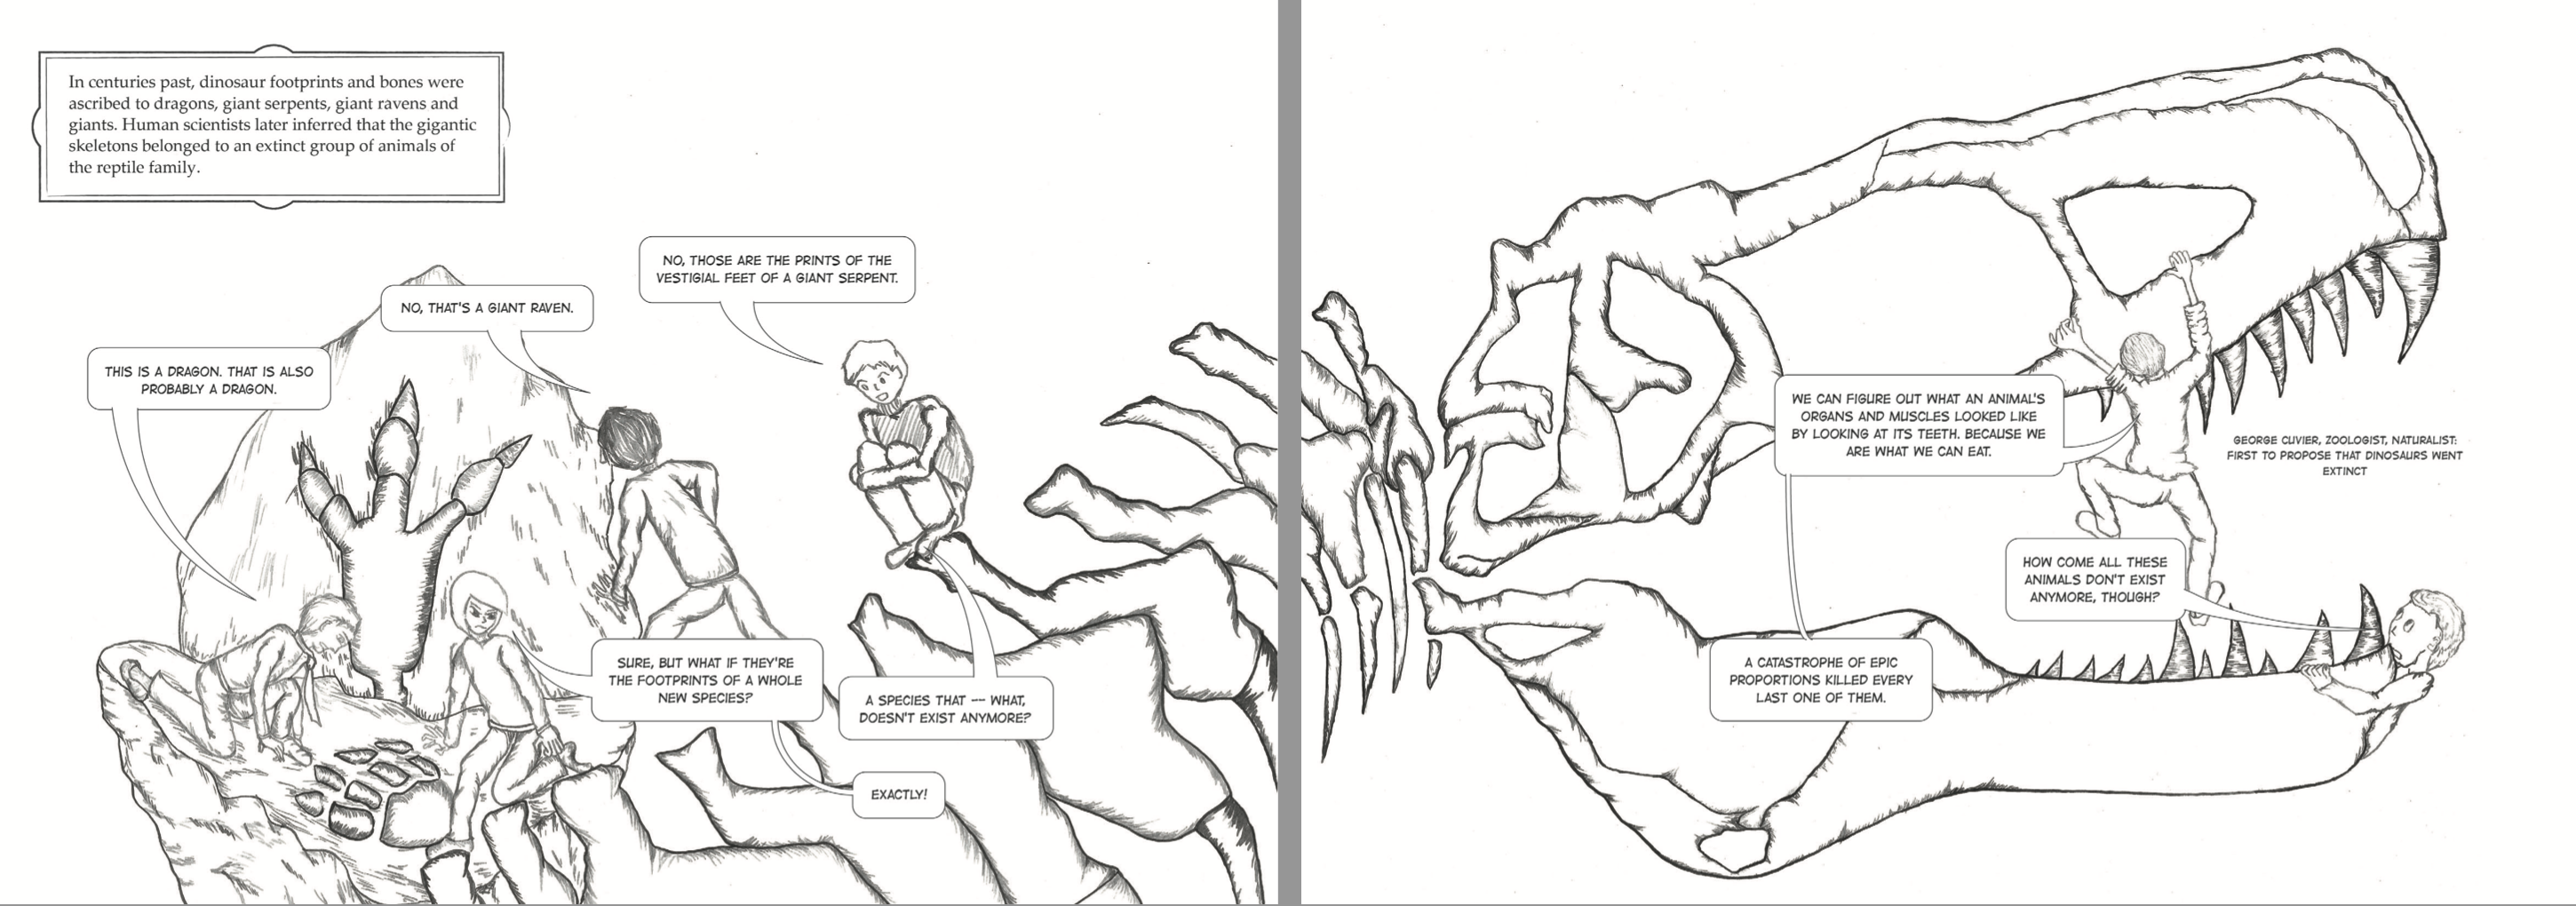 In centuries past, dinosaur footprints and bones were
ascribed to dragons, giant serpents, giant ravens and
giants. Human scientists later inferred that the gigantic
skeletons belonged to an extinct group of animals of
the reptile family.
THIS IS A DRAGON. THAT IS ALSO
PROBABLY A DRAGON.
NO, THAT'S A GIANT RAVEN.
NO, THOSE ARE THE PRINTS OF THE
VESTIGIAL FEET OF A GIANT SERPENT.
SURE, BUT WHAT IF THEY'RE
THE FOOTPRINTS OF A WHOLE
NEW SPECIES?
A SPECIES THAT -- WHAT,
DOESN'T EXIST ANYMORE?
EXACTLY!
WE CAN FIGURE OUT WHAT AN ANIMAL'S
ORGANS AND MUSCLES LOOKED LIKE
BY LOOKING AT ITS TEETH. BECAUSE WE
ARE WHAT WE CAN EAT.
GEORGE CUVIER, ZOOLOGIST, NATURALIST:
FIRST TO PROPOSE THAT DINOSAURS WENT
EXTINCT
HOW COME ALL THESE
ANIMALS DON'T EXIST
ANYMORE, THOUGH?
A CATASTROPHE OF EPIC
PROPORTIONS KILLED EVERY
LAST ONE OF THEM.